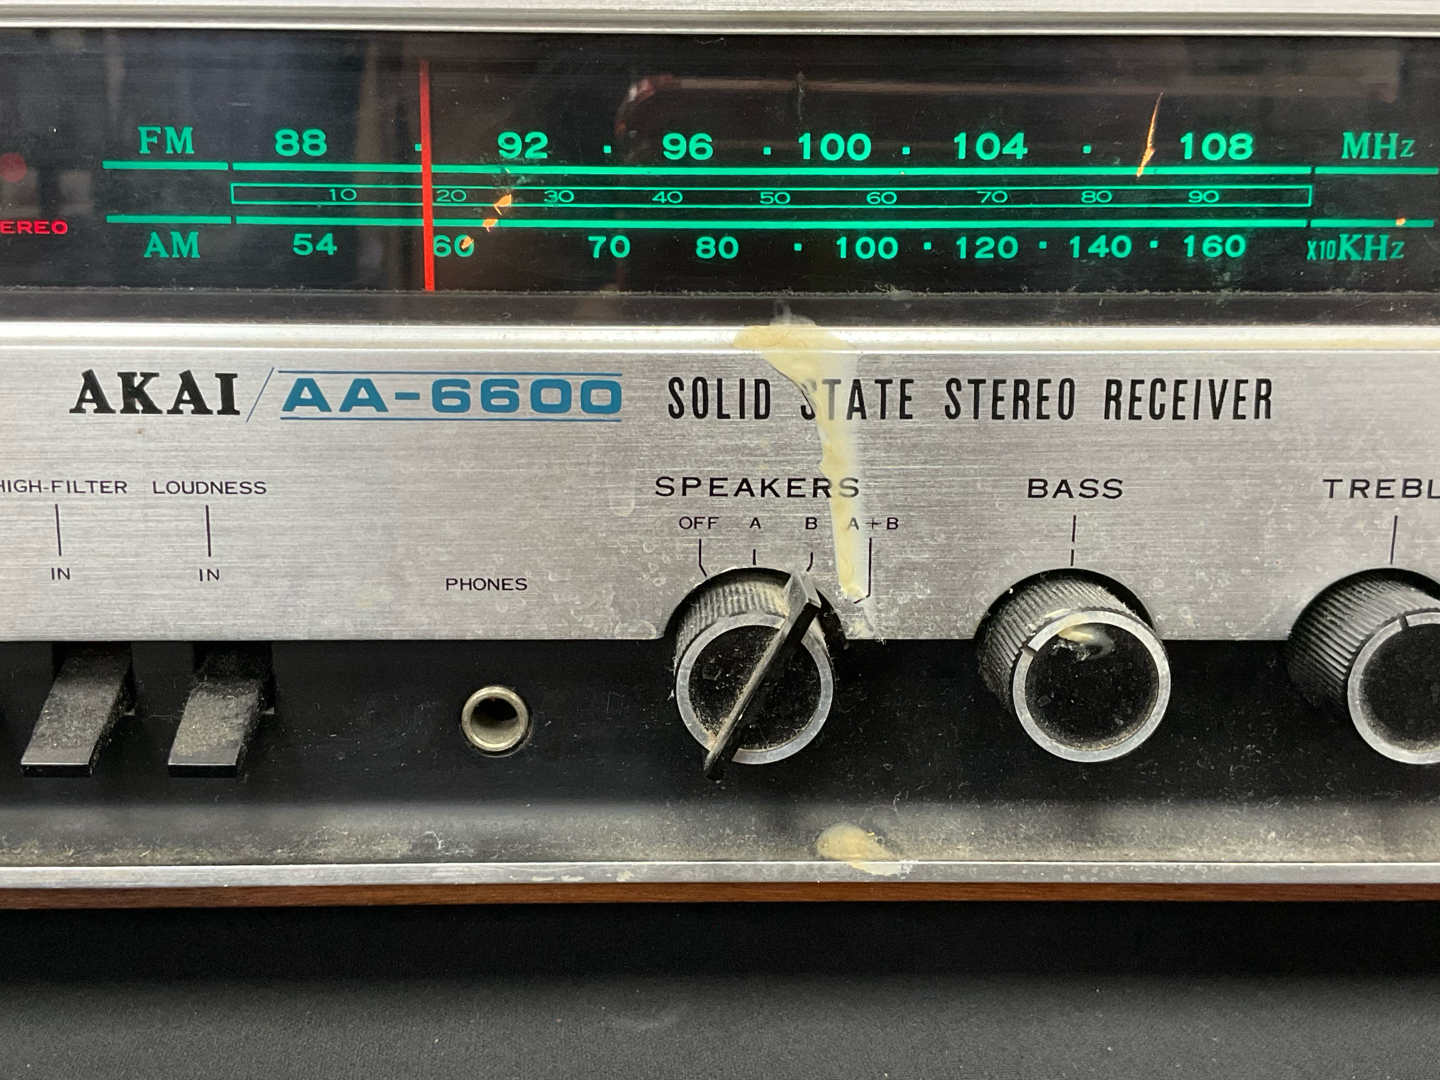 FM 88 · 92 · 96 · 100 · 104 · 108 MHz
10 20 30 40 50 60 70 80 90
EREO
AM 54 60 70 80 · 100 · 120 · 140 · 160 x10KHz
AKAI/AA-6600 SOLID STATE STEREO RECEIVER
HIGH-FILTER LOUDNESS SPEAKERS BASS TREBL
OFF A B A+B
IN IN PHONES